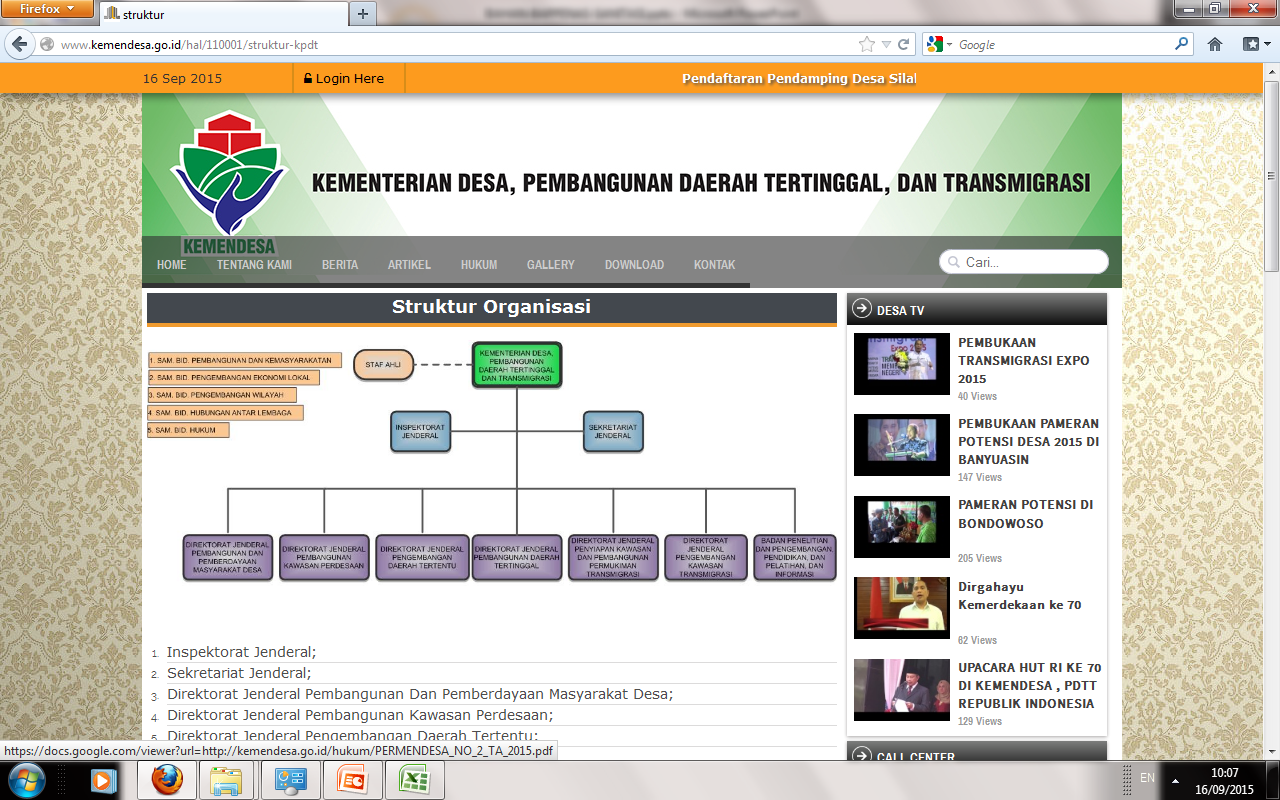 Firefox
struktur
www.kemendesa.go.id/hal/110001/struktur-kpdt
Google
16 Sep 2015
Login Here
Pendaftaran Pendamping Desa Silal
KEMENDESA
KEMENTERIAN DESA, PEMBANGUNAN DAERAH TERTINGGAL, DAN TRANSMIGRASI
HOME
TENTANG KAMI
BERITA
ARTIKEL
HUKUM
GALLERY
DOWNLOAD
KONTAK
Cari...
Struktur Organisasi
1. SAM. BID. PEMBANGUNAN DAN KEMASYARAKATAN
2. SAM. BID. PENGEMBANGAN EKONOMI LOKAL
3. SAM. BID. PENGEMBANGAN WILAYAH
4. SAM. BID. HUBUNGAN ANTAR LEMBAGA
5. SAM. BID. HUKUM
STAF AHLI
KEMENTERIAN DESA,
PEMBANGUNAN
DAERAH TERTINGGAL
DAN TRANSMIGRASI
INSPEKTORAT
JENDERAL
SEKRETARIAT
JENDERAL
DIREKTORAT JENDERAL
PEMBANGUNAN DAN
PEMBERDAYAAN
MASYARAKAT DESA
DIREKTORAT JENDERAL
PEMBANGUNAN
KAWASAN PERDESAAN
DIREKTORAT JENDERAL
PENGEMBANGAN
DAERAH TERTENTU
DIREKTORAT JENDERAL
PEMBANGUNAN DAERAH
TERTINGGAL
DIREKTORAT JENDERAL
PENYIAPAN KAWASAN
DAN PEMBANGUNAN
PERMUKIMAN
TRANSMIGRASI
DIREKTORAT
JENDERAL
PENGEMBANGAN
KAWASAN
TRANSMIGRASI
BADAN PENELITIAN
DAN PENGEMBANGAN,
PENDIDIKAN, DAN
PELATIHAN, DAN
INFORMASI
1. Inspektorat Jenderal;
2. Sekretariat Jenderal;
3. Direktorat Jenderal Pembangunan Dan Pemberdayaan Masyarakat Desa;
4. Direktorat Jenderal Pembangunan Kawasan Perdesaan;
5. Direktorat Jenderal Pengembangan Daerah Tertentu;
DESA TV
PEMBUKAAN
TRANSMIGRASI EXPO
2015
40 Views
PEMBUKAAN PAMERAN
POTENSI DESA 2015 DI
BANYUASIN
147 Views
PAMERAN POTENSI DI
BONDOWOSO
205 Views
Dirgahayu
Kemerdekaan ke 70
62 Views
UPACARA HUT RI KE 70
DI KEMENDESA , PDTT
REPUBLIK INDONESIA
129 Views
CALL CENTER
https://docs.google.com/viewer?url=http://kemendesa.go.id/hukum/PERMENDESA_NO_2_TA_2015.pdf
EN
10:07
16/09/2015